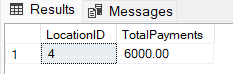 Results Messages
LocationID TotalPayments
1 4 6000.00